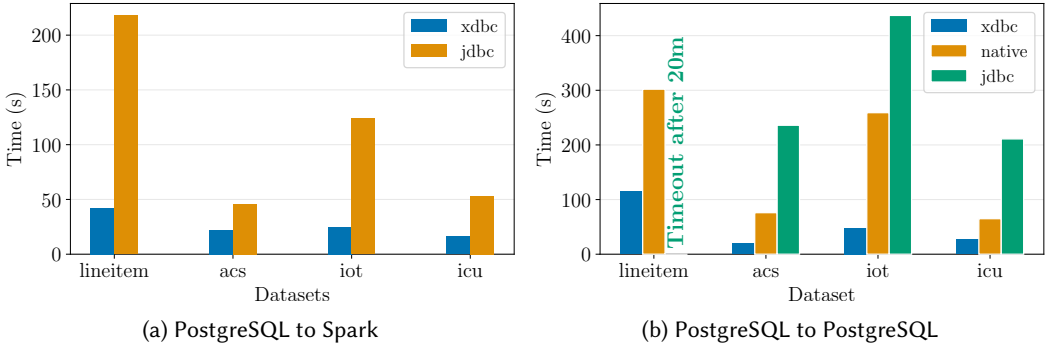 200
150
100
50
0
Time (s)
xdbc
jdbc
lineitem acs iot icu
Datasets
(a) PostgreSQL to Spark
400
300
200
100
0
Time (s)
Timeout after 20m
xdbc
native
jdbc
lineitem acs iot icu
Dataset
(b) PostgreSQL to PostgreSQL